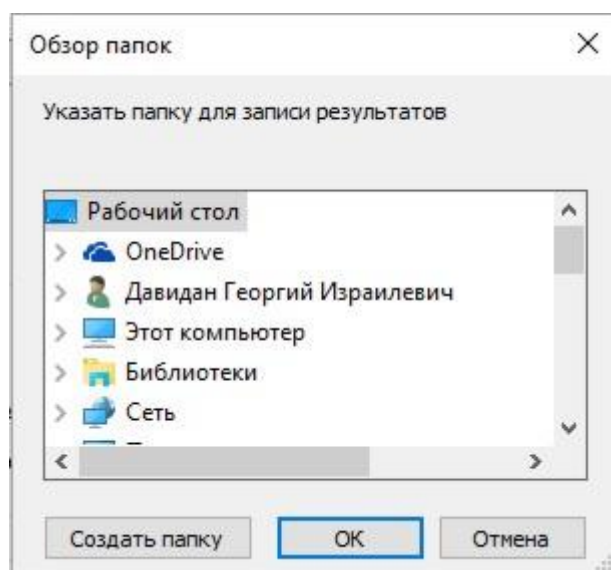 Обзор папок
Указать папку для записи результатов
Рабочий стол
OneDrive
Давидан Георгий Израилевич
Этот компьютер
Библиотеки
Сеть
Создать папку
ОК
Отмена